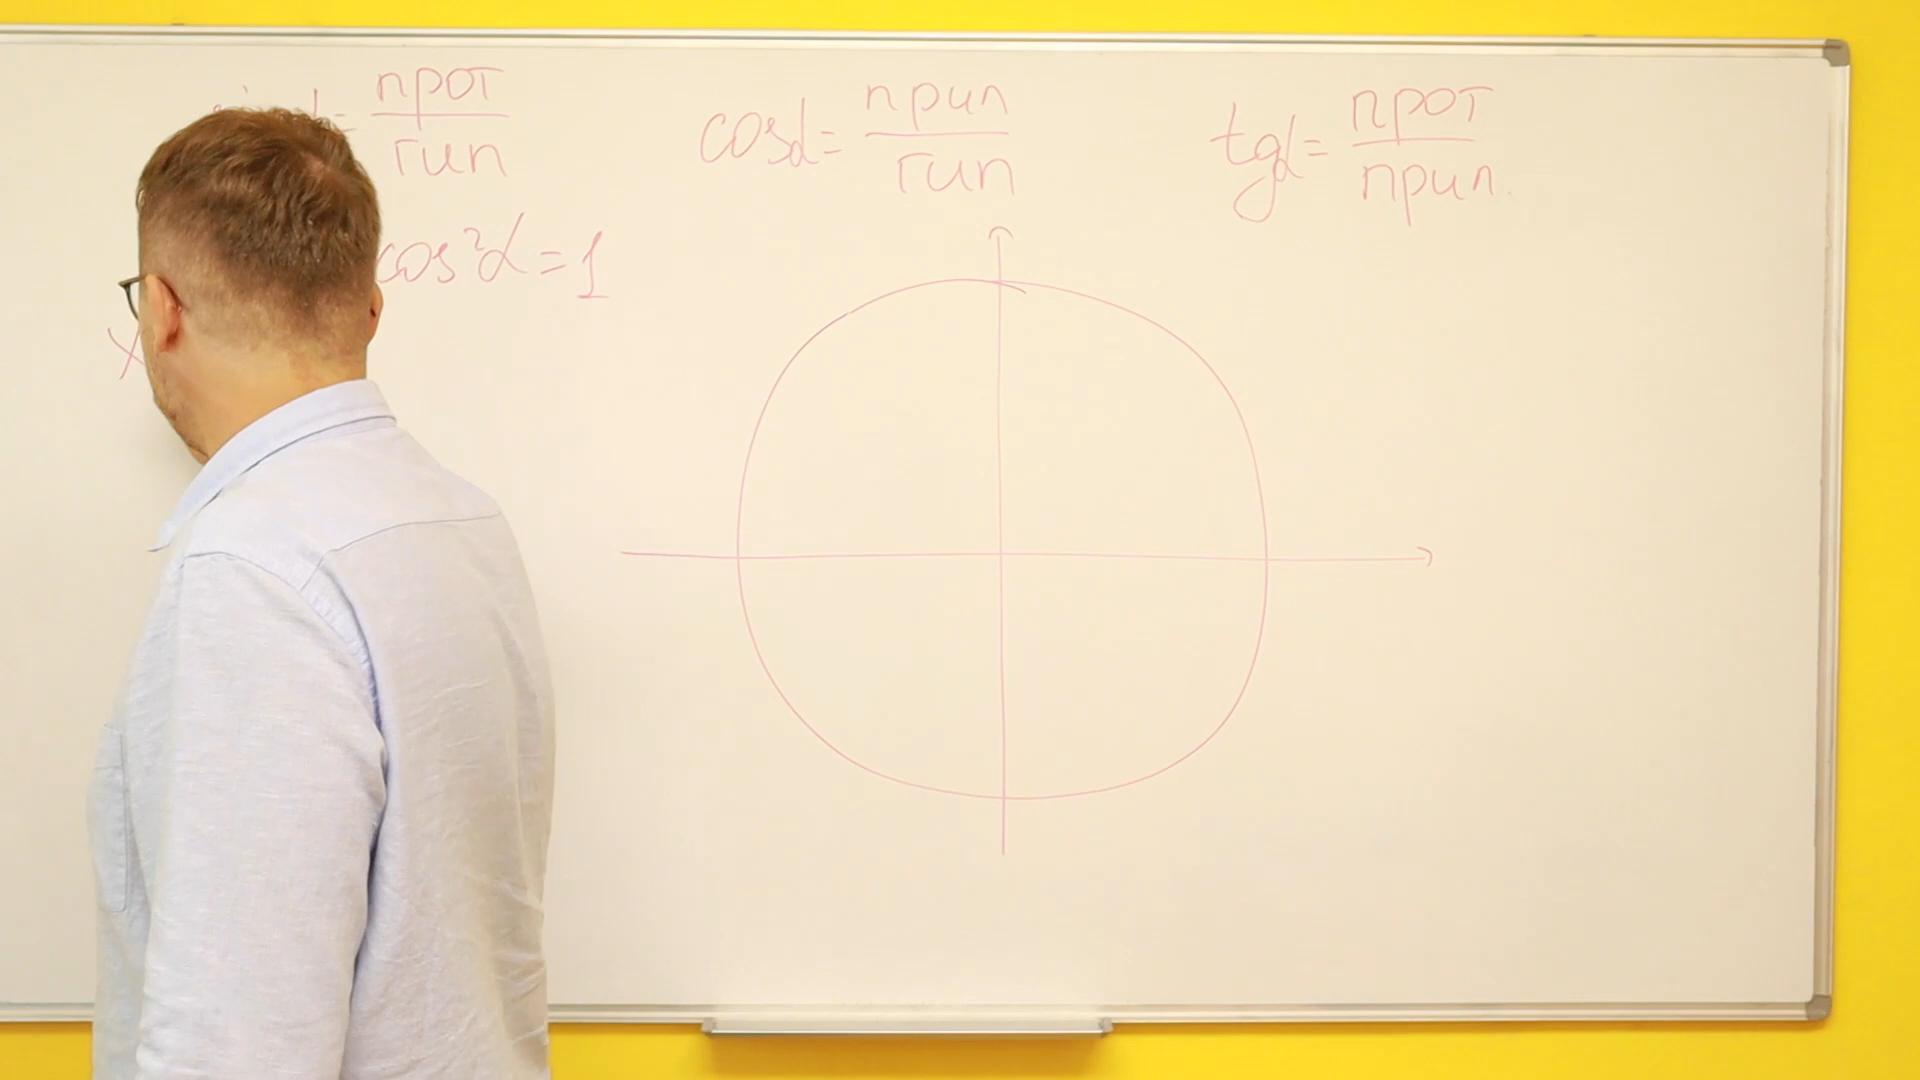 прот
гип
cosα = прил
гип
tgα = прот
прил.
cos²α = 1
x